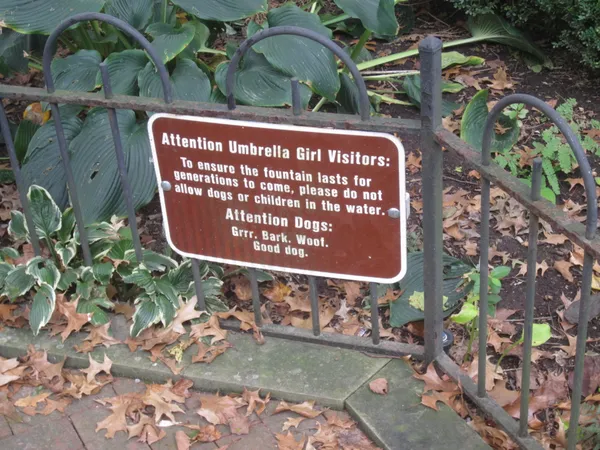 Attention Umbrella Girl Visitors:
To ensure the fountain lasts for
generations to come, please do not
allow dogs or children in the water.
Attention Dogs:
Grrr. Bark. Woof.
Good dog.